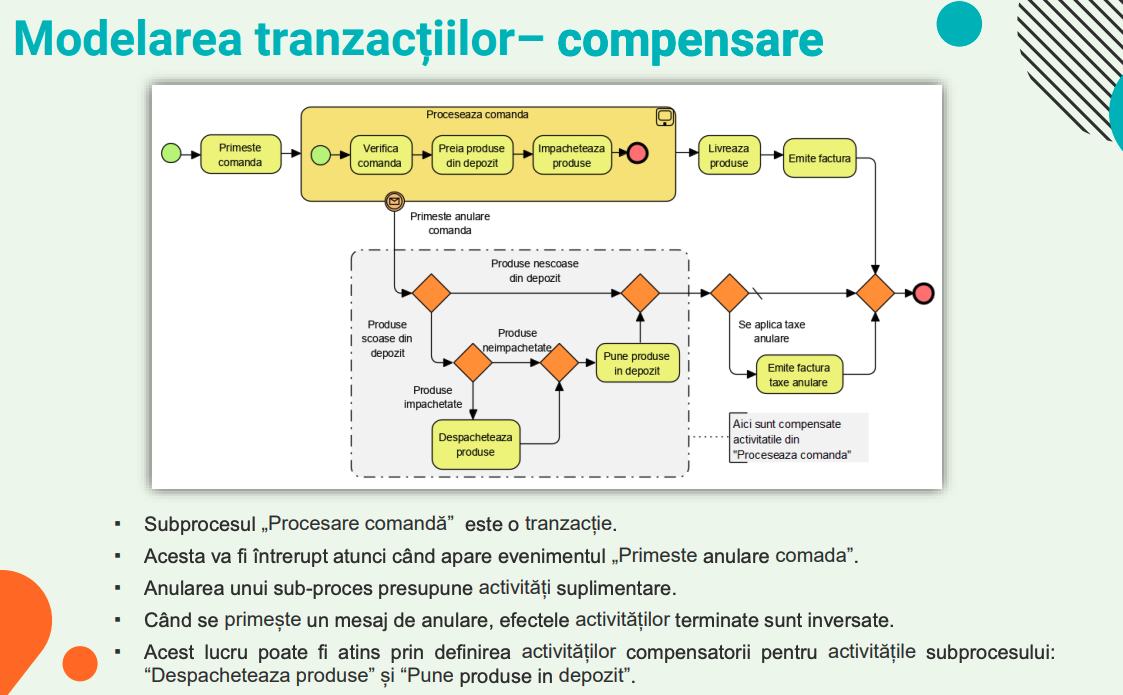 Modelarea tranzacțiilor– compensare
Proceseaza comanda
Primeste
comanda
Verifica
comanda
Preia produse
din depozit
Impacheteaza
produse
Livreaza
produse
Emite factura
Primeste anulare
comanda
Produse nescoase
din depozit
Produse
scoase din
depozit
Produse
neimpachetate
Pune produse
in depozit
Produse
impachetate
Despacheteaza
produse
Se aplica taxe
anulare
Emite factura
taxe anulare
Aici sunt compensate
activitatile din
"Proceseaza comanda"
▪ Subprocesul „Procesare comandă” este o tranzacție.
▪ Acesta va fi întrerupt atunci când apare evenimentul „Primeste anulare comada”.
▪ Anularea unui sub-proces presupune activități suplimentare.
▪ Când se primește un mesaj de anulare, efectele activităților terminate sunt inversate.
▪ Acest lucru poate fi atins prin definirea activităților compensatorii pentru activitățile subprocesului:
“Despacheteaza produse” și “Pune produse in depozit”.